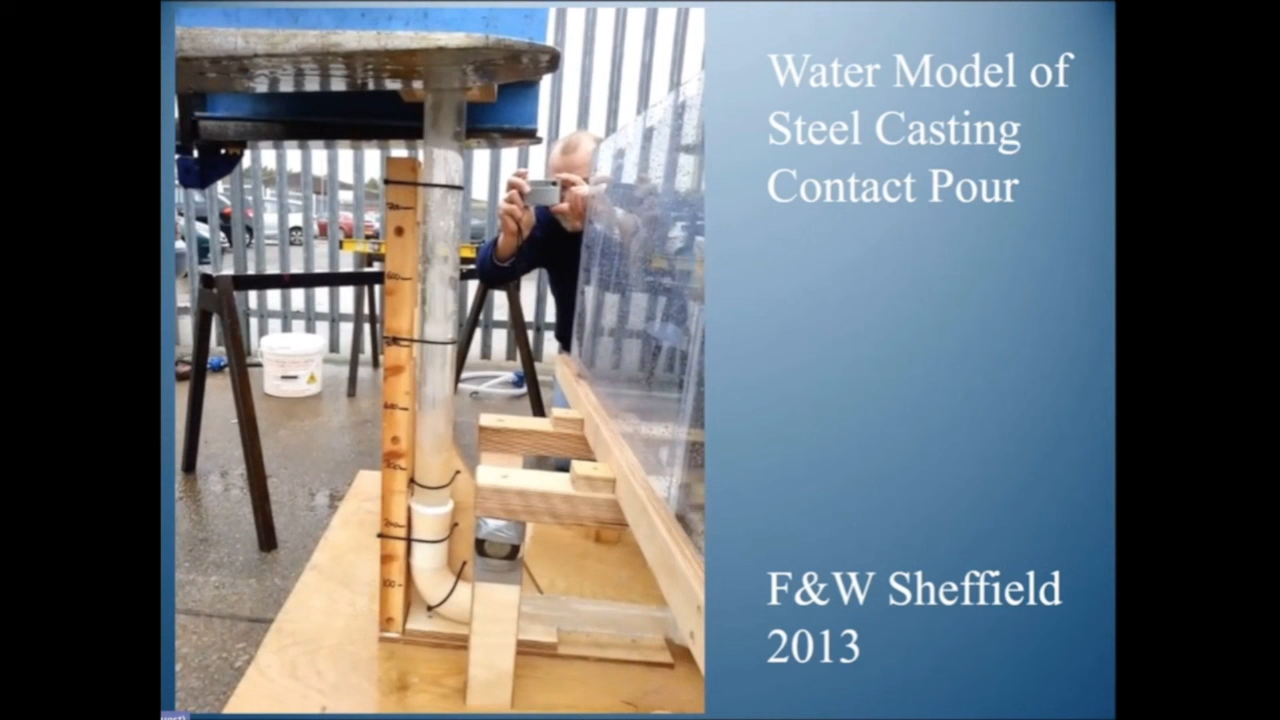 Water Model of
Steel Casting
Contact Pour
F&W Sheffield
2013